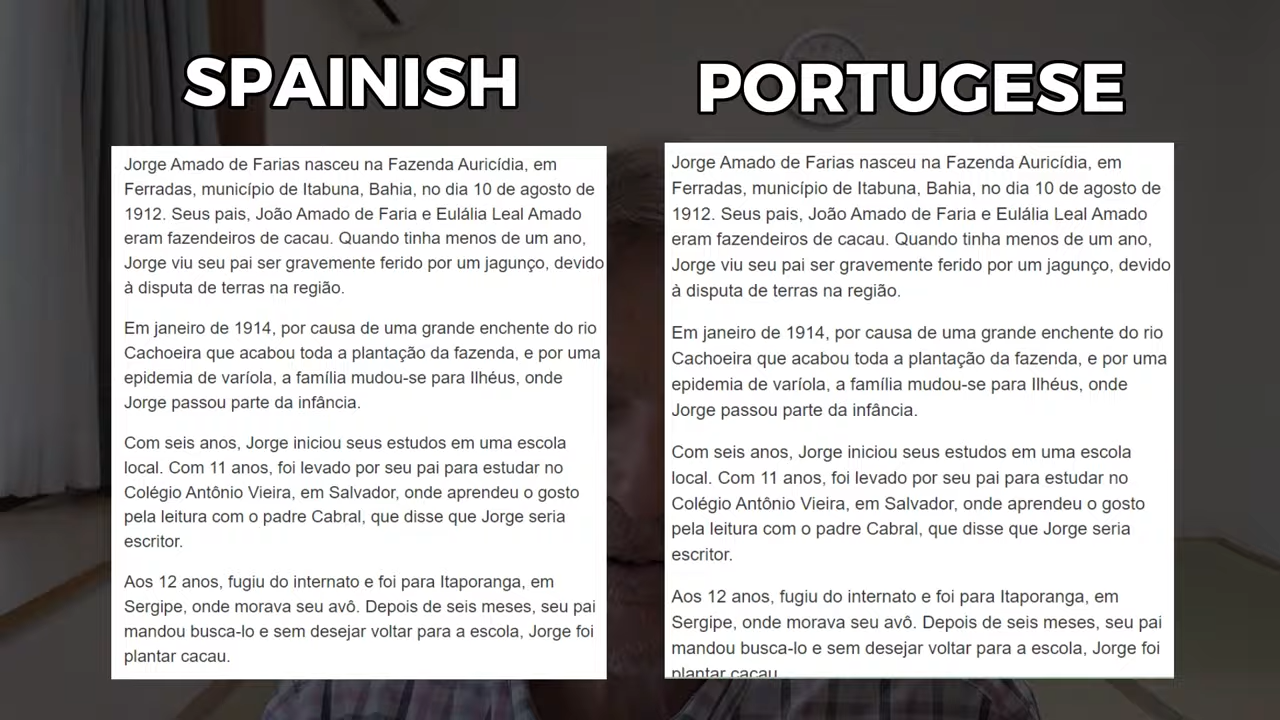 SPAINISH
Jorge Amado de Farias nasceu na Fazenda Auricídia, em
Ferradas, município de Itabuna, Bahia, no dia 10 de agosto de
1912. Seus pais, João Amado de Faria e Eulália Leal Amado
eram fazendeiros de cacau. Quando tinha menos de um ano,
Jorge viu seu pai ser gravemente ferido por um jagunço, devido
à disputa de terras na região.
Em janeiro de 1914, por causa de uma grande enchente do rio
Cachoeira que acabou toda a plantação da fazenda, e por uma
epidemia de varíola, a família mudou-se para Ilhéus, onde
Jorge passou parte da infância.
Com seis anos, Jorge iniciou seus estudos em uma escola
local. Com 11 anos, foi levado por seu pai para estudar no
Colégio Antônio Vieira, em Salvador, onde aprendeu o gosto
pela leitura com o padre Cabral, que disse que Jorge seria
escritor.
Aos 12 anos, fugiu do internato e foi para Itaporanga, em
Sergipe, onde morava seu avô. Depois de seis meses, seu pai
mandou busca-lo e sem desejar voltar para a escola, Jorge foi
plantar cacau.
PORTUGESE
Jorge Amado de Farias nasceu na Fazenda Auricídia, em
Ferradas, município de Itabuna, Bahia, no dia 10 de agosto de
1912. Seus pais, João Amado de Faria e Eulália Leal Amado
eram fazendeiros de cacau. Quando tinha menos de um ano,
Jorge viu seu pai ser gravemente ferido por um jagunço, devido
à disputa de terras na região.
Em janeiro de 1914, por causa de uma grande enchente do rio
Cachoeira que acabou toda a plantação da fazenda, e por uma
epidemia de varíola, a família mudou-se para Ilhéus, onde
Jorge passou parte da infância.
Com seis anos, Jorge iniciou seus estudos em uma escola
local. Com 11 anos, foi levado por seu pai para estudar no
Colégio Antônio Vieira, em Salvador, onde aprendeu o gosto
pela leitura com o padre Cabral, que disse que Jorge seria
escritor.
Aos 12 anos, fugiu do internato e foi para Itaporanga, em
Sergipe, onde morava seu avô. Depois de seis meses, seu pai
mandou busca-lo e sem desejar voltar para a escola, Jorge foi
plantar cacau